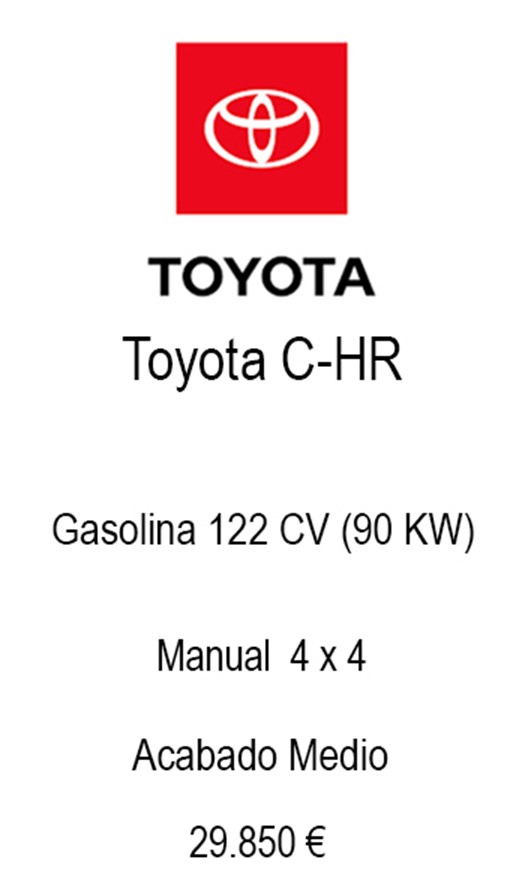 TOYOTA
Toyota C-HR
Gasolina 122 CV (90 KW)
Manual 4 x 4
Acabado Medio
29.850 €